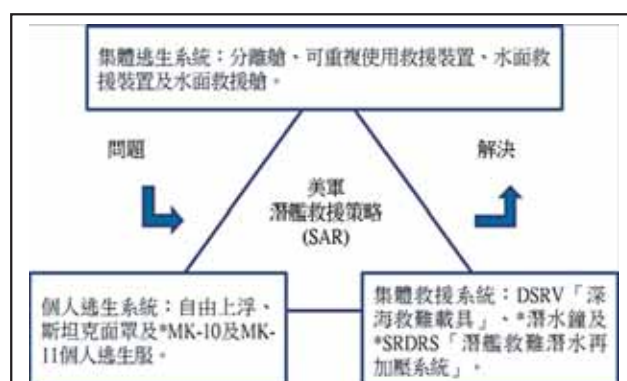 集體逃生系統：分離艙、可重複使用救援裝置、水面救
援裝置及水面救援艙。
問題
解決
美軍
潛艦救援策略
(SAR)
個人逃生系統：自由上浮、
斯坦克面罩及*MK-10及MK-
11個人逃生服。
集體救援系統：DSRV「深
海救難載具」、*潛水鐘及
*SRDRS「潛艦救難潛水再
加壓系統」。